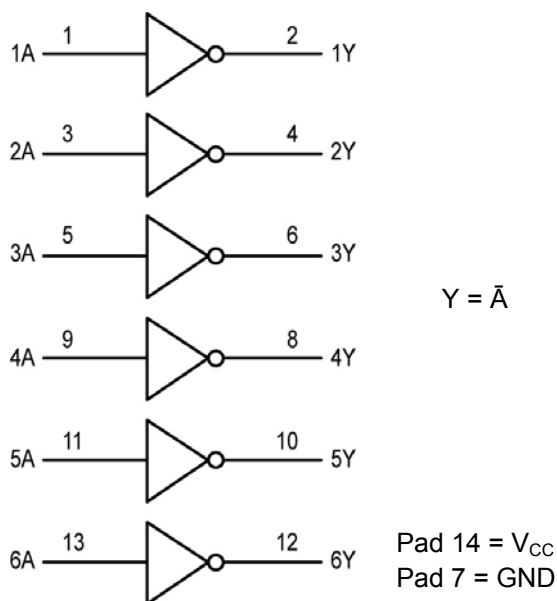 1A 1 2 1Y
2A 3 4 2Y
3A 5 6 3Y
Y = Ā
4A 9 8 4Y
5A 11 10 5Y
6A 13 12 6Y
Pad 14 = VCC
Pad 7 = GND